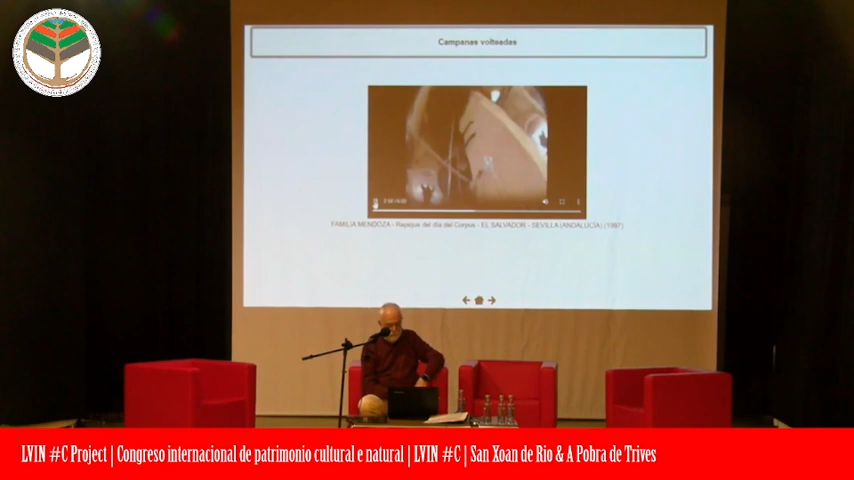 Campanas volteadas
FAMILIA MENDOZA - Repique del día del Corpus - EL SALVADOR - SEVILLA (ANDALUCÍA) (1997)
LVIN #C Project | Congreso internacional de patrimonio cultural e natural | LVIN #C | San Xoan de Rio & A Pobra de Trives